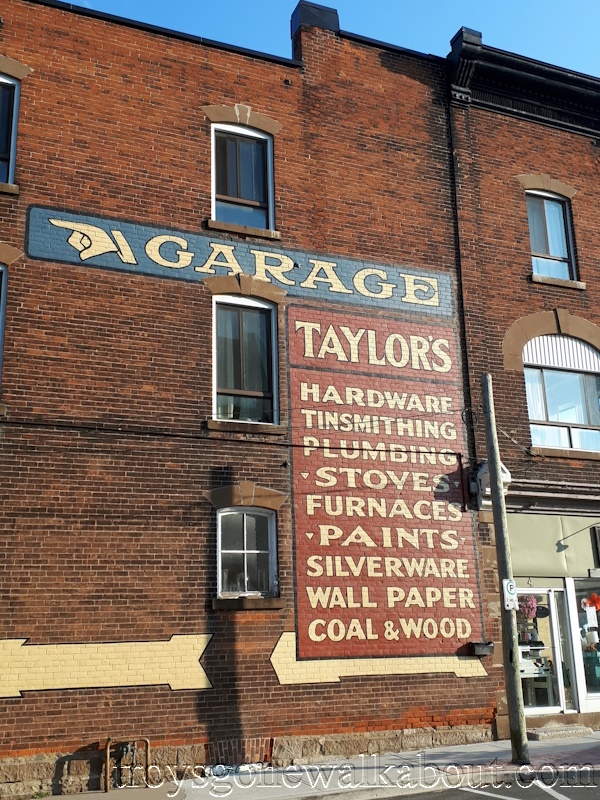 GARAGE
TAYLOR'S
HARDWARE
TINSMITHING
PLUMBING
STOVES
FURNACES
PAINTS
SILVERWARE
WALL PAPER
COAL & WOOD
P
troysgonewalkabout.com